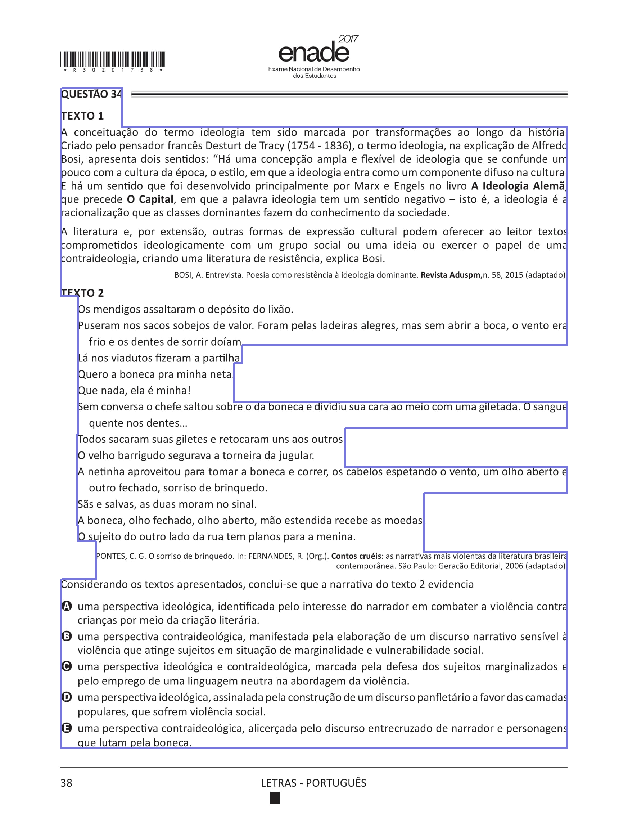 *R3020173​8*
enade 2017
Exame Nacional de Desempenho
dos Estudantes
QUESTÃO 34
TEXTO 1
A conceituação do termo ideologia tem sido marcada por transformações ao longo da história.
Criado pelo pensador francês Desturt de Tracy (1754 - 1836), o termo ideologia, na explicação de Alfredo
Bosi, apresenta dois sentidos: “Há uma concepção ampla e flexível de ideologia que se confunde um
pouco com a cultura da época, o estilo, em que a ideologia entra como um componente difuso na cultura.
E há um sentido que foi desenvolvido principalmente por Marx e Engels no livro A Ideologia Alemã,
que precede O Capital, em que a palavra ideologia tem um sentido negativo – isto é, a ideologia é a
racionalização que as classes dominantes fazem do conhecimento da sociedade.
A literatura e, por extensão, outras formas de expressão cultural podem oferecer ao leitor textos
comprometidos ideologicamente com um grupo social ou uma ideia ou exercer o papel de uma
contraideologia, criando uma literatura de resistência, explica Bosi.
BOSI, A. Entrevista. Poesia como resistência à ideologia dominante. Revista Aduspm,n. 58, 2015 (adaptado).
TEXTO 2
Os mendigos assaltaram o depósito do lixão.
Puseram nos sacos sobejos de valor. Foram pelas ladeiras alegres, mas sem abrir a boca, o vento era
frio e os dentes de sorrir doíam.
Lá nos viadutos fizeram a partilha.
Quero a boneca pra minha neta.
Que nada, ela é minha!
Sem conversa o chefe saltou sobre o da boneca e dividiu sua cara ao meio com uma giletada. O sangue
quente nos dentes...
Todos sacaram suas giletes e retocaram uns aos outros.
O velho barrigudo segurava a torneira da jugular.
A netinha aproveitou para tomar a boneca e correr, os cabelos espetando o vento, um olho aberto e
outro fechado, sorriso de brinquedo.
Sãs e salvas, as duas moram no sinal.
A boneca, olho fechado, olho aberto, mão estendida recebe as moedas.
O sujeito do outro lado da rua tem planos para a menina.
PONTES, C. G. O sorriso de brinquedo. In: FERNANDES, R. (Org.). Contos cruéis: as narrativas mais violentas da literatura brasileira
contemporânea. São Paulo: Geração Editorial, 2006 (adaptado).
Considerando os textos apresentados, conclui-se que a narrativa do texto 2 evidencia
A uma perspectiva ideológica, identificada pelo interesse do narrador em combater a violência contra
crianças por meio da criação literária.
B uma perspectiva contraideológica, manifestada pela elaboração de um discurso narrativo sensível à
violência que atinge sujeitos em situação de marginalidade e vulnerabilidade social.
C uma perspectiva ideológica e contraideológica, marcada pela defesa dos sujeitos marginalizados e
pelo emprego de uma linguagem neutra na abordagem da violência.
D uma perspectiva ideológica, assinalada pela construção de um discurso panfletário a favor das camadas
populares, que sofrem violência social.
E uma perspectiva contraideológica, alicerçada pelo discurso entrecruzado de narrador e personagens
que lutam pela boneca.
38
LETRAS - PORTUGUÊS